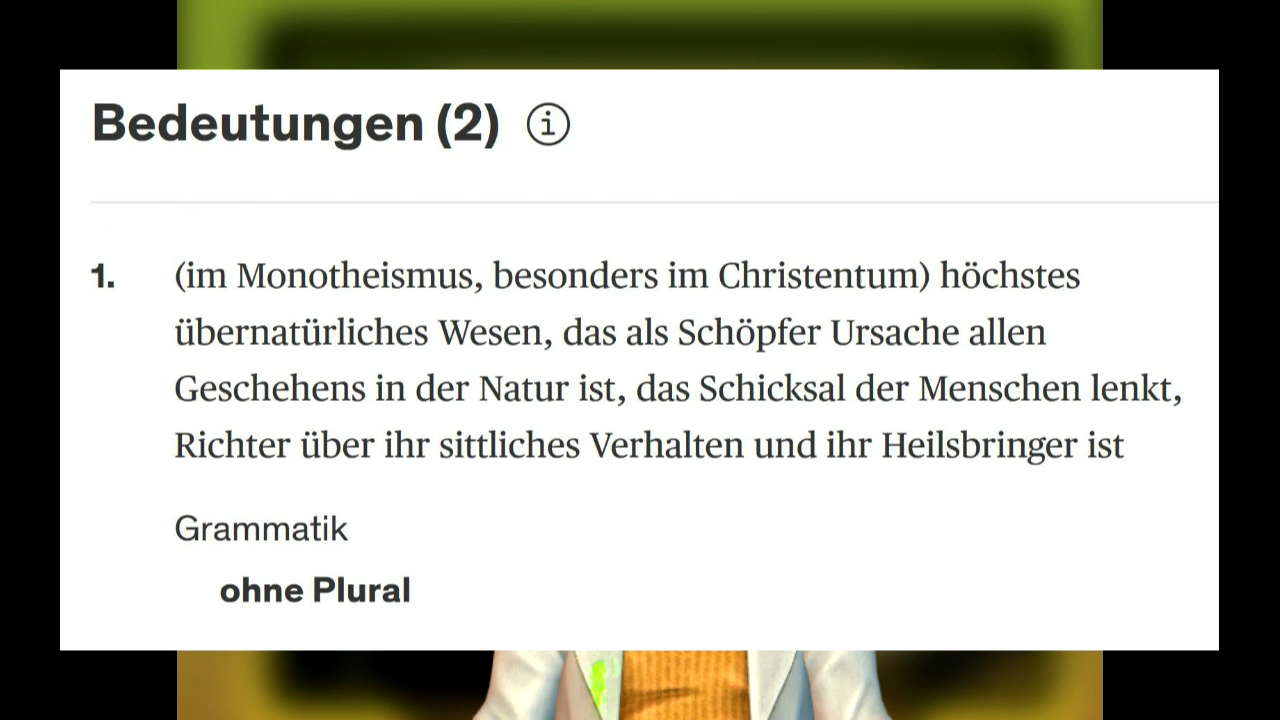 Bedeutungen (2) i
1. (im Monotheismus, besonders im Christentum) höchstes
übernatürliches Wesen, das als Schöpfer Ursache allen
Geschehens in der Natur ist, das Schicksal der Menschen lenkt,
Richter über ihr sittliches Verhalten und ihr Heilsbringer ist
Grammatik
ohne Plural